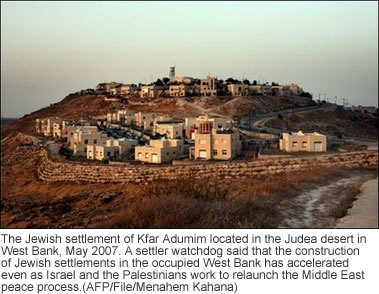 The Jewish settlement of Kfar Adumim located in the Judea desert in
West Bank, May 2007. A settler watchdog said that the construction
of Jewish settlements in the occupied West Bank has accelerated
even as Israel and the Palestinians work to relaunch the Middle East
peace process.(AFP/File/Menahem Kahana)